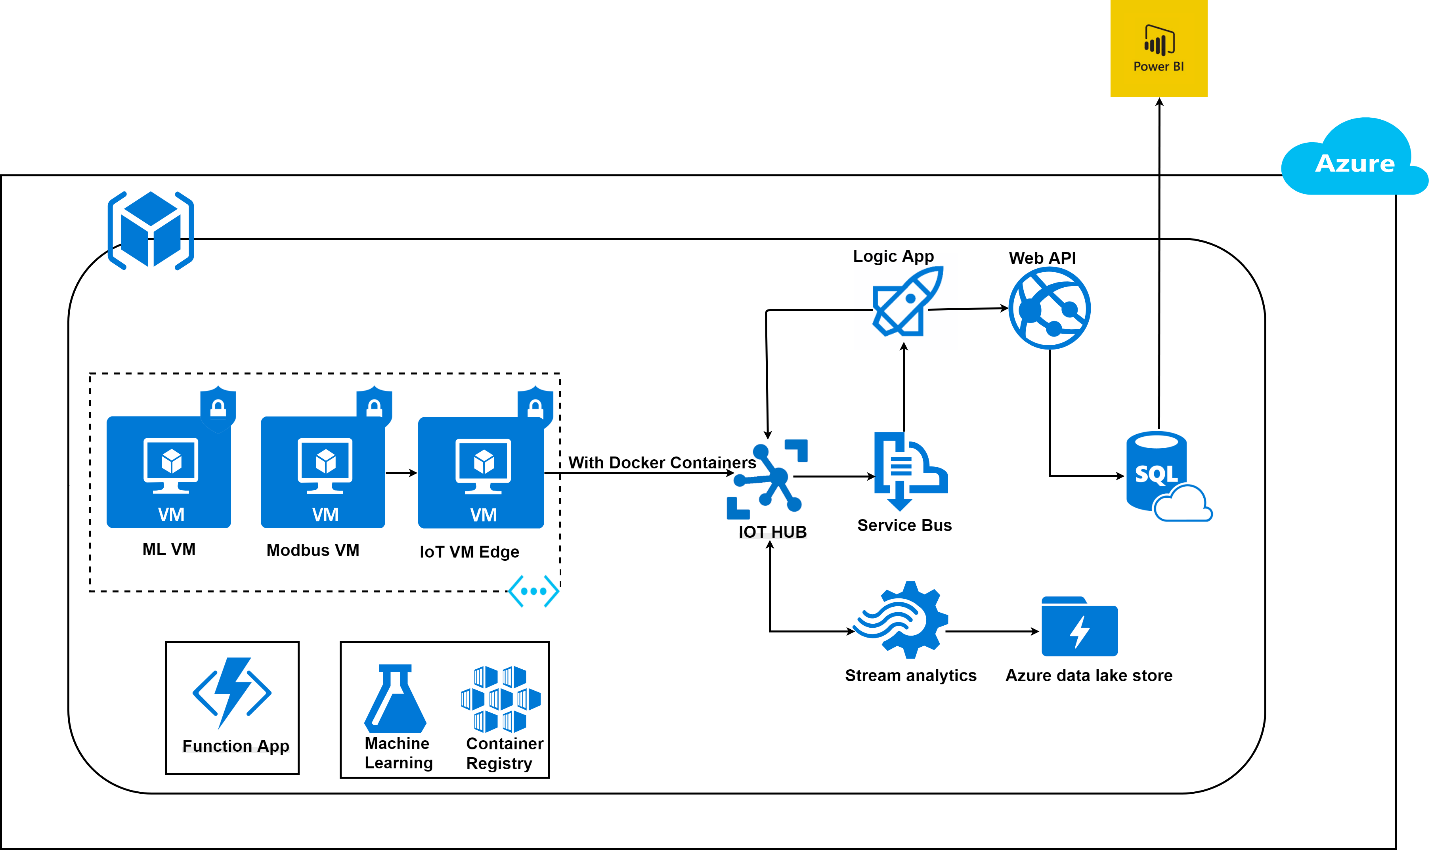 Power BI
Azure
Logic App
Web API
With Docker Containers
SQL
VM
VM
VM
ML VM
Modbus VM
IoT VM Edge
IOT HUB
Service Bus
Stream analytics
Azure data lake store
Function App
Machine
Learning
Container
Registry